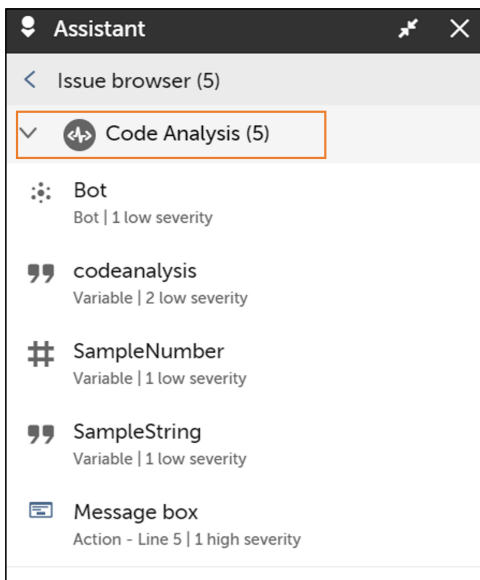 Assistant
Issue browser (5)
Code Analysis (5)
Bot
Bot | 1 low severity
codeanalysis
Variable | 2 low severity
SampleNumber
Variable | 1 low severity
SampleString
Variable | 1 low severity
Message box
Action - Line 5 | 1 high severity